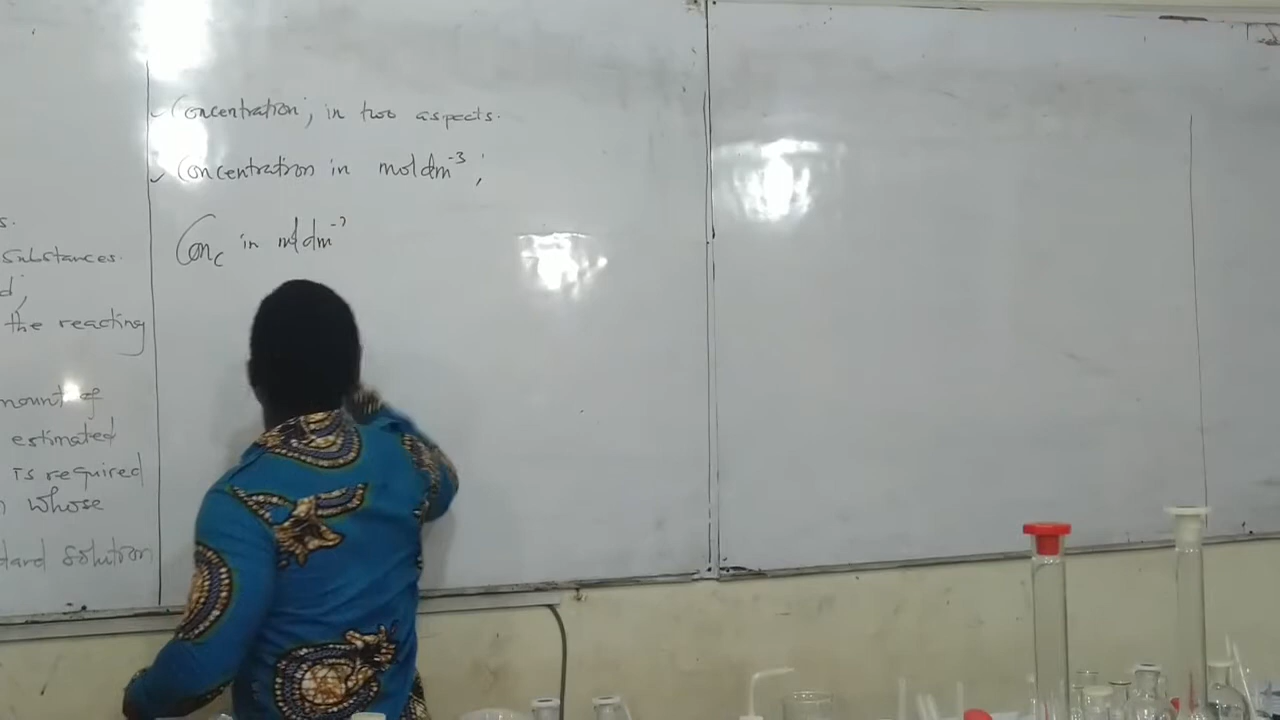 s.
substances.
d;
the reacting
mount of
estimated
is required
whose
dard solution
✓ Concentration; in two aspects.
✓ Concentration in moldm⁻³;
Conc in moldm⁻³